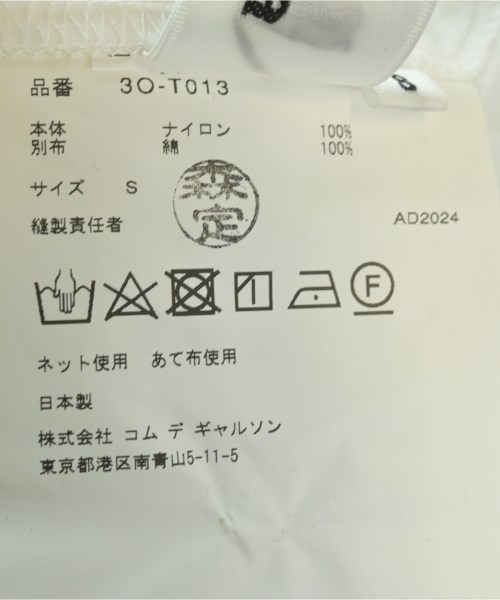 品番 3O-T013
本体 ナイロン 100%
別布 綿 100%
サイズ S
森定
縫製責任者
AD2024
F
ネット使用 あて布使用
日本製
株式会社 コム デ ギャルソン
東京都港区南青山5-11-5